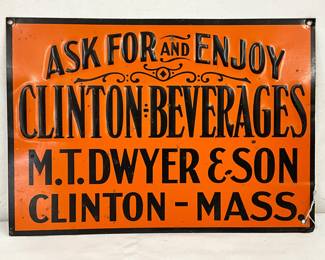 ASK FOR AND ENJOY
CLINTON BEVERAGES
M.T. DWYER & SON
CLINTON - MASS.